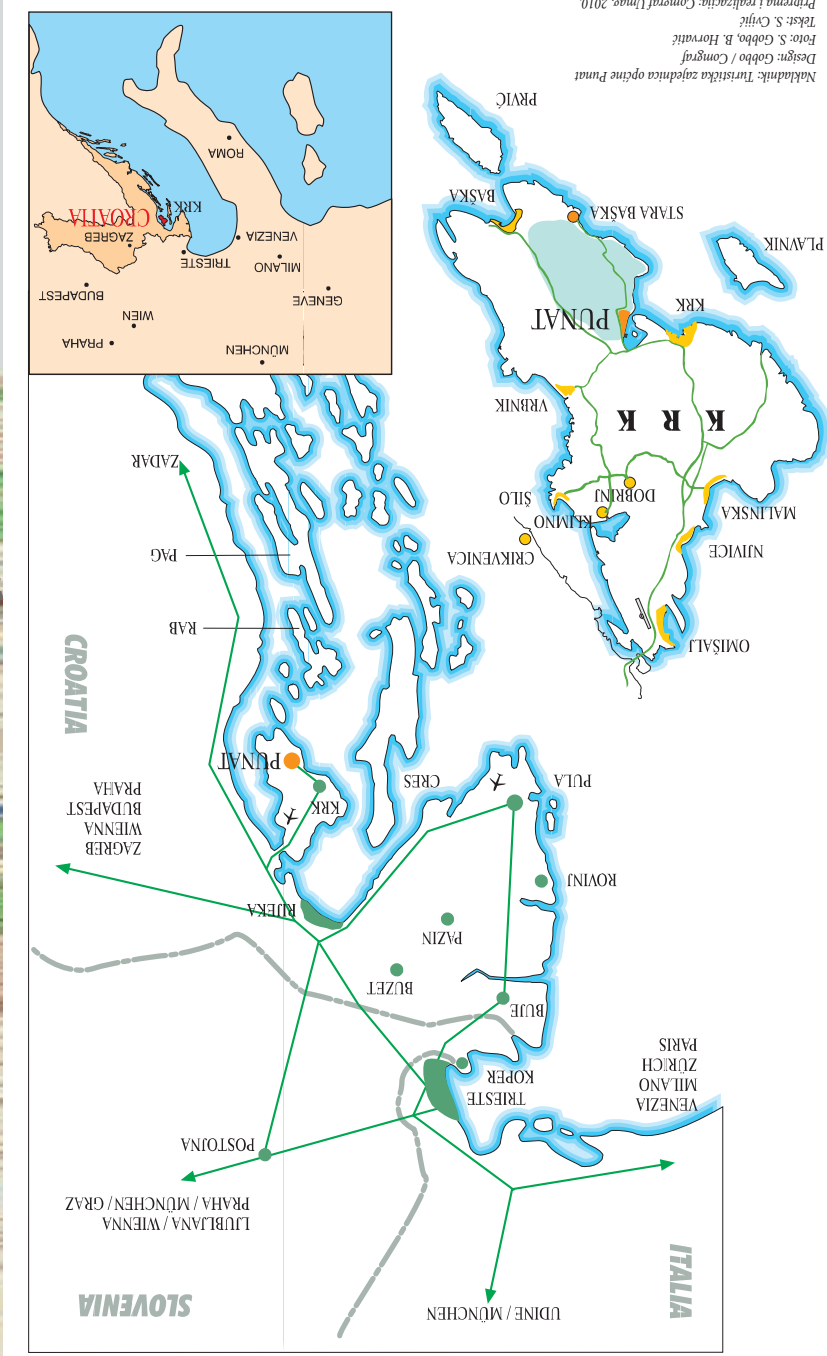 UDINE / MÜNCHEN
ITALIA
SLOVENIA
LJUBLJANA / WIENNA
PRAHA / MÜNCHEN / GRAZ
POSTOJNA
VENEZIA
MILANO
ZÜRICH
PARIS
TRIESTE
KOPER
BUJE
BUZET
PAZIN
ROVINJ
PULA
RIJEKA
ZAGREB
WIENNA
BUDAPEST
PRAHA
CROATIA
KRK
PUNAT
CRES
RAB
PAG
ZADAR
OMIŠALJ
NJIVICE
MALINSKA
CRIKVENICA
KLIMNO
ŠILO
DOBRINJ
K R K
VRBNIK
KRK
PUNAT
PLAVNIK
STARA BAŠKA
BAŠKA
PRVIĆ
MÜNCHEN
PRAHA
WIEN
BUDAPEST
GENEVE
MILANO
VENEZIA
TRIESTE
ZAGREB
CROATIA
KRK
ROMA
Nakladnik: Turistička zajednica općine Punat
Design: Gobbo / Comgraf
Foto: S. Gobbo, B. Horvatić
Tekst: S. Cvijić
Priprema i realizacija: Comgraf Umag, 2010.